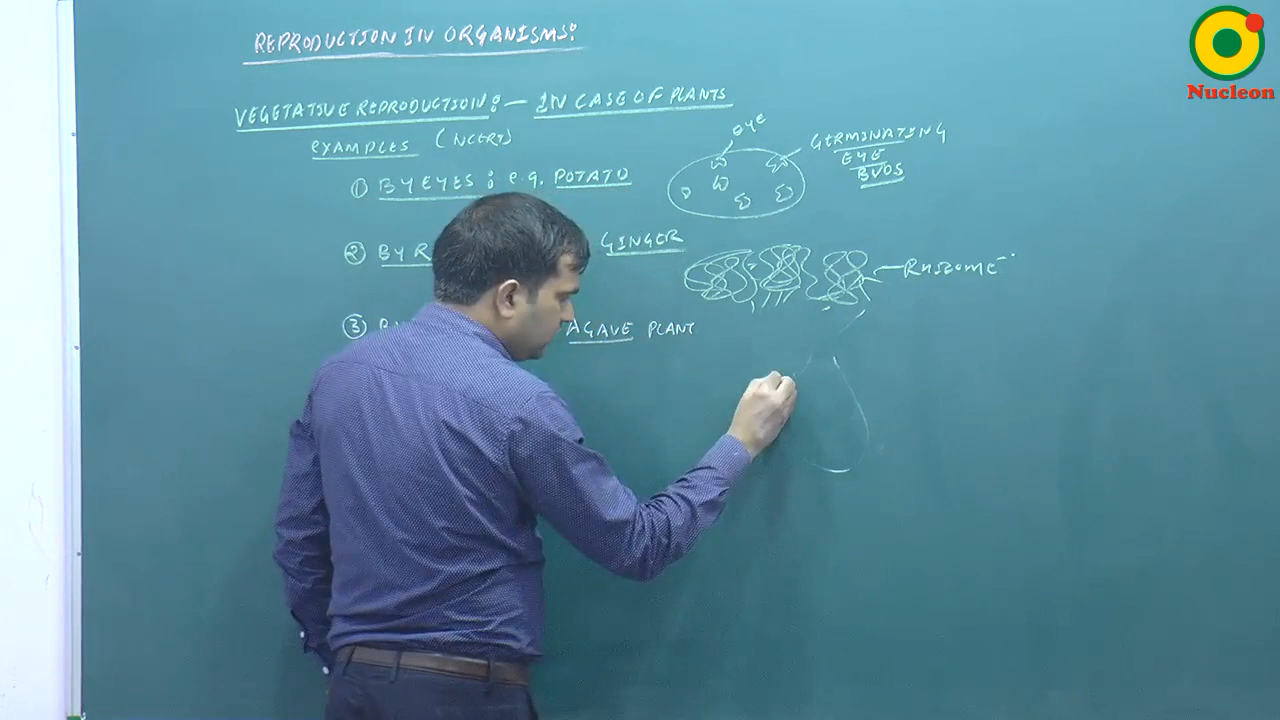 REPRODUCTION IN ORGANISMS:
VEGETATIVE REPRODUCTION: — IN CASE OF PLANTS
EXAMPLES (NCERT)
① BY EYES : e.g. POTATO
eye
GERMINATING
EYE
BUDS
② BY R GINGER
Rhizome
③ AGAVE PLANT
Nucleon